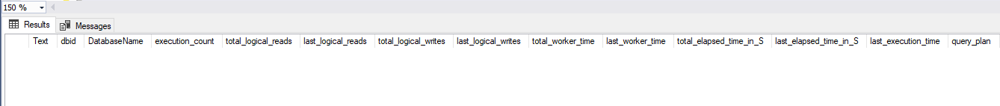 150 %
Results Messages
Text dbid DatabaseName execution_count total_logical_reads last_logical_reads total_logical_writes last_logical_writes total_worker_time last_worker_time total_elapsed_time_in_S last_elapsed_time_in_S last_execution_time query_plan